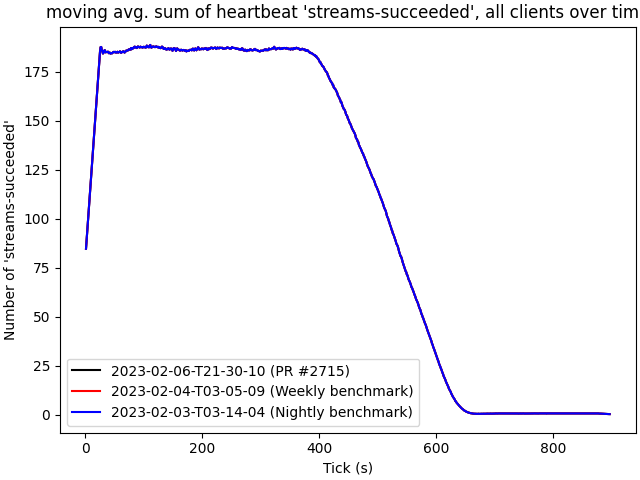 moving avg. sum of heartbeat 'streams-succeeded', all clients over tim
Number of 'streams-succeeded'
175
150
125
100
75
50
25
0
2023-02-06-T21-30-10 (PR #2715)
2023-02-04-T03-05-09 (Weekly benchmark)
2023-02-03-T03-14-04 (Nightly benchmark)
0 200 400 600 800
Tick (s)